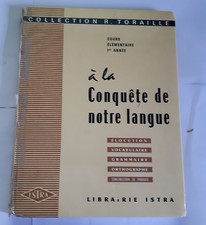 COLLECTION R. TORAILLE
COURS
ÉLÉMENTAIRE
1re ANNÉE
à la
Conquête de
notre langue
ÉLOCUTION
VOCABULAIRE
GRAMMAIRE
ORTHOGRAPHE
ISTRA
LIBRAIRIE ISTRA